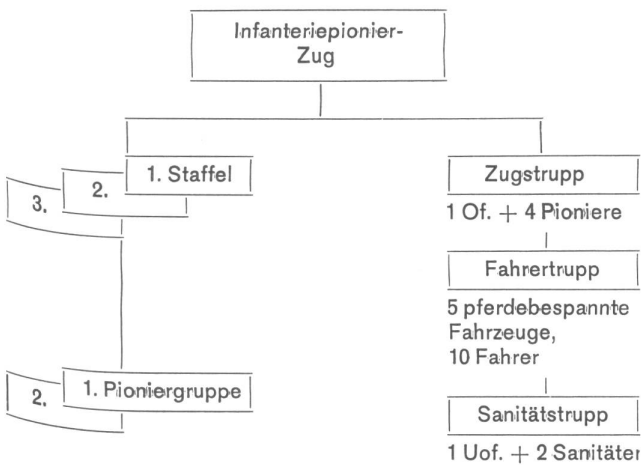 Infanteriepionier-
Zug
1. Staffel
2.
3.
1. Pioniergruppe
2.
Zugstrupp
1 Of. + 4 Pioniere
Fahrertrupp
5 pferdebespannte
Fahrzeuge,
10 Fahrer
Sanitätstrupp
1 Uof. + 2 Sanitäter